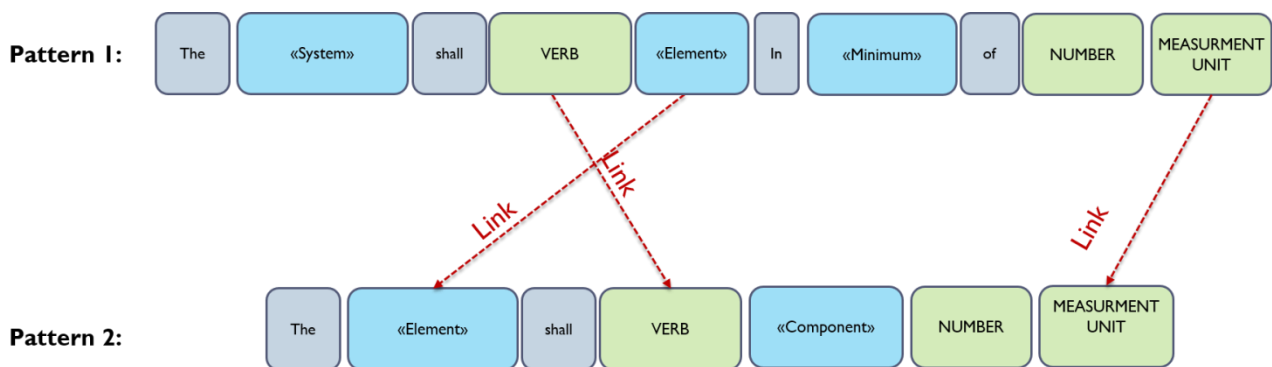 Pattern 1: The «System» shall VERB «Element» In «Minimum» of NUMBER MEASURMENT UNIT
Link
Link
Link
Pattern 2: The «Element» shall VERB «Component» NUMBER MEASURMENT UNIT